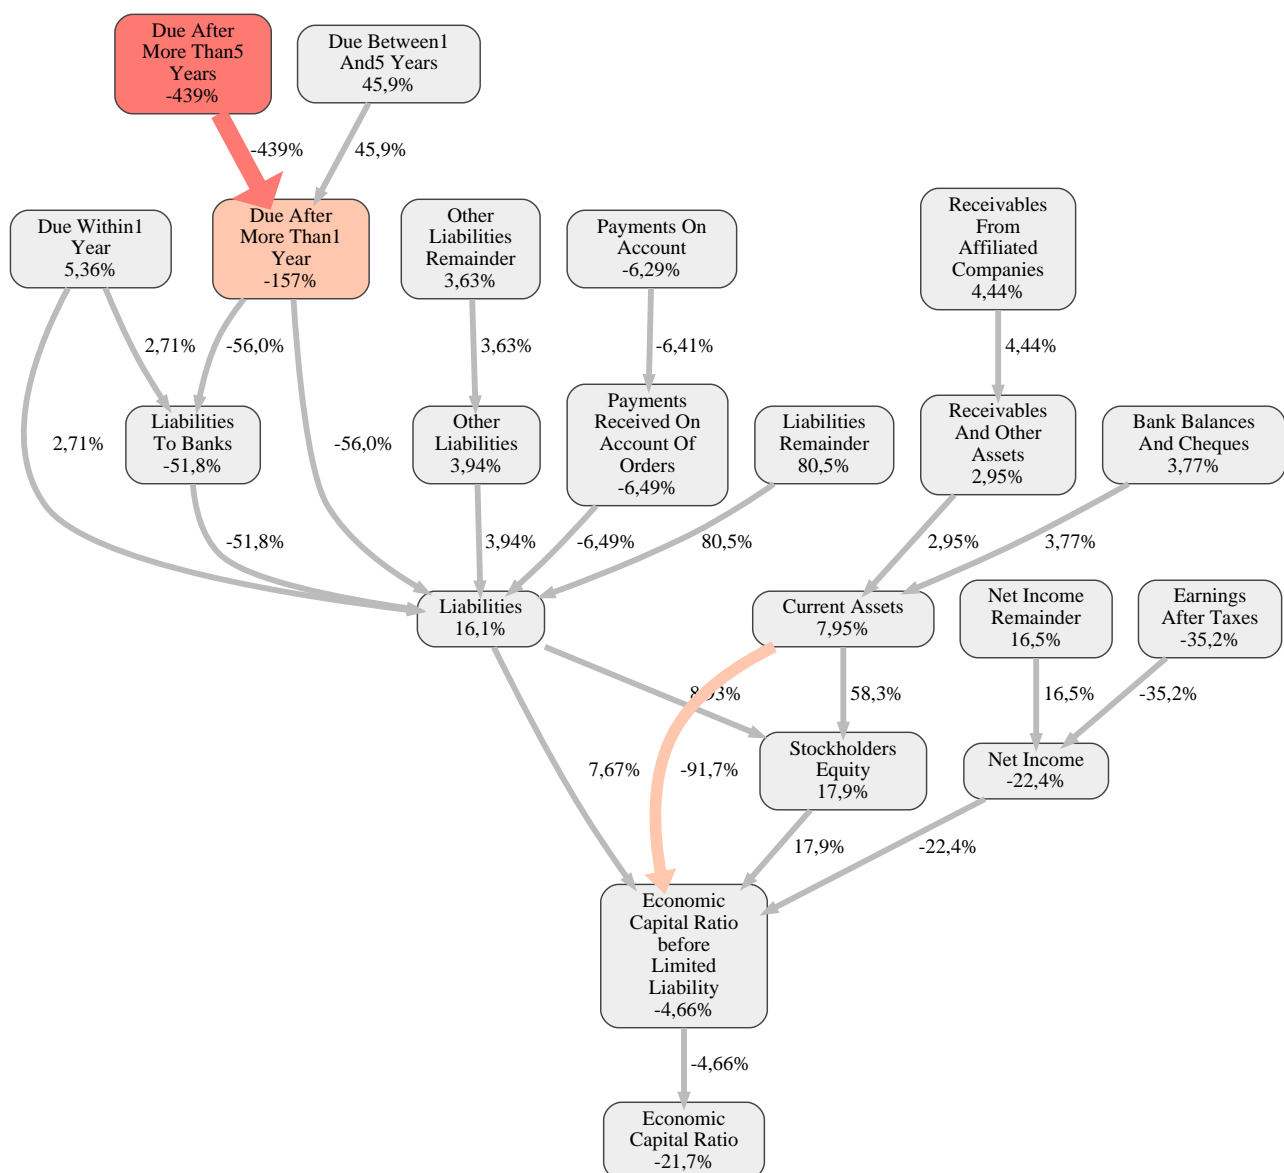 Due After
More Than5
Years
-439%
Due Between1
And5 Years
45,9%
-439%
45,9%
Due Within1
Year
5,36%
Due After
More Than1
Year
-157%
Other
Liabilities
Remainder
3,63%
Payments On
Account
-6,29%
Receivables
From
Affiliated
Companies
4,44%
2,71%
-56,0%
3,63%
-6,41%
4,44%
2,71%
Liabilities
To Banks
-51,8%
-56,0%
Other
Liabilities
3,94%
Payments
Received On
Account Of
Orders
-6,49%
Liabilities
Remainder
80,5%
Receivables
And Other
Assets
2,95%
Bank Balances
And Cheques
3,77%
-51,8%
3,94%
-6,49%
80,5%
2,95%
3,77%
Liabilities
16,1%
Current Assets
7,95%
Net Income
Remainder
16,5%
Earnings
After Taxes
-35,2%
8,93%
58,3%
16,5%
-35,2%
7,67%
-91,7%
Stockholders
Equity
17,9%
Net Income
-22,4%
17,9%
-22,4%
Economic
Capital Ratio
before
Limited
Liability
-4,66%
-4,66%
Economic
Capital Ratio
-21,7%